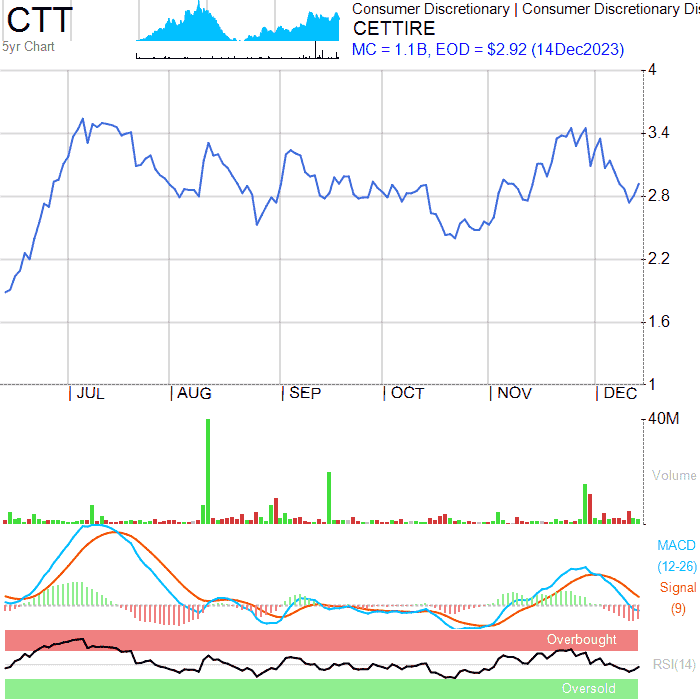 CTT
5yr Chart
Consumer Discretionary | Consumer Discretionary Dis
CETTIRE
MC = 1.1B, EOD = $2.92 (14Dec2023)
4
3.4
2.8
2.2
1.6
1
JUL AUG SEP OCT NOV DEC
40M
Volume
MACD
(12-26)
Signal
(9)
Overbought
RSI(14)
Oversold